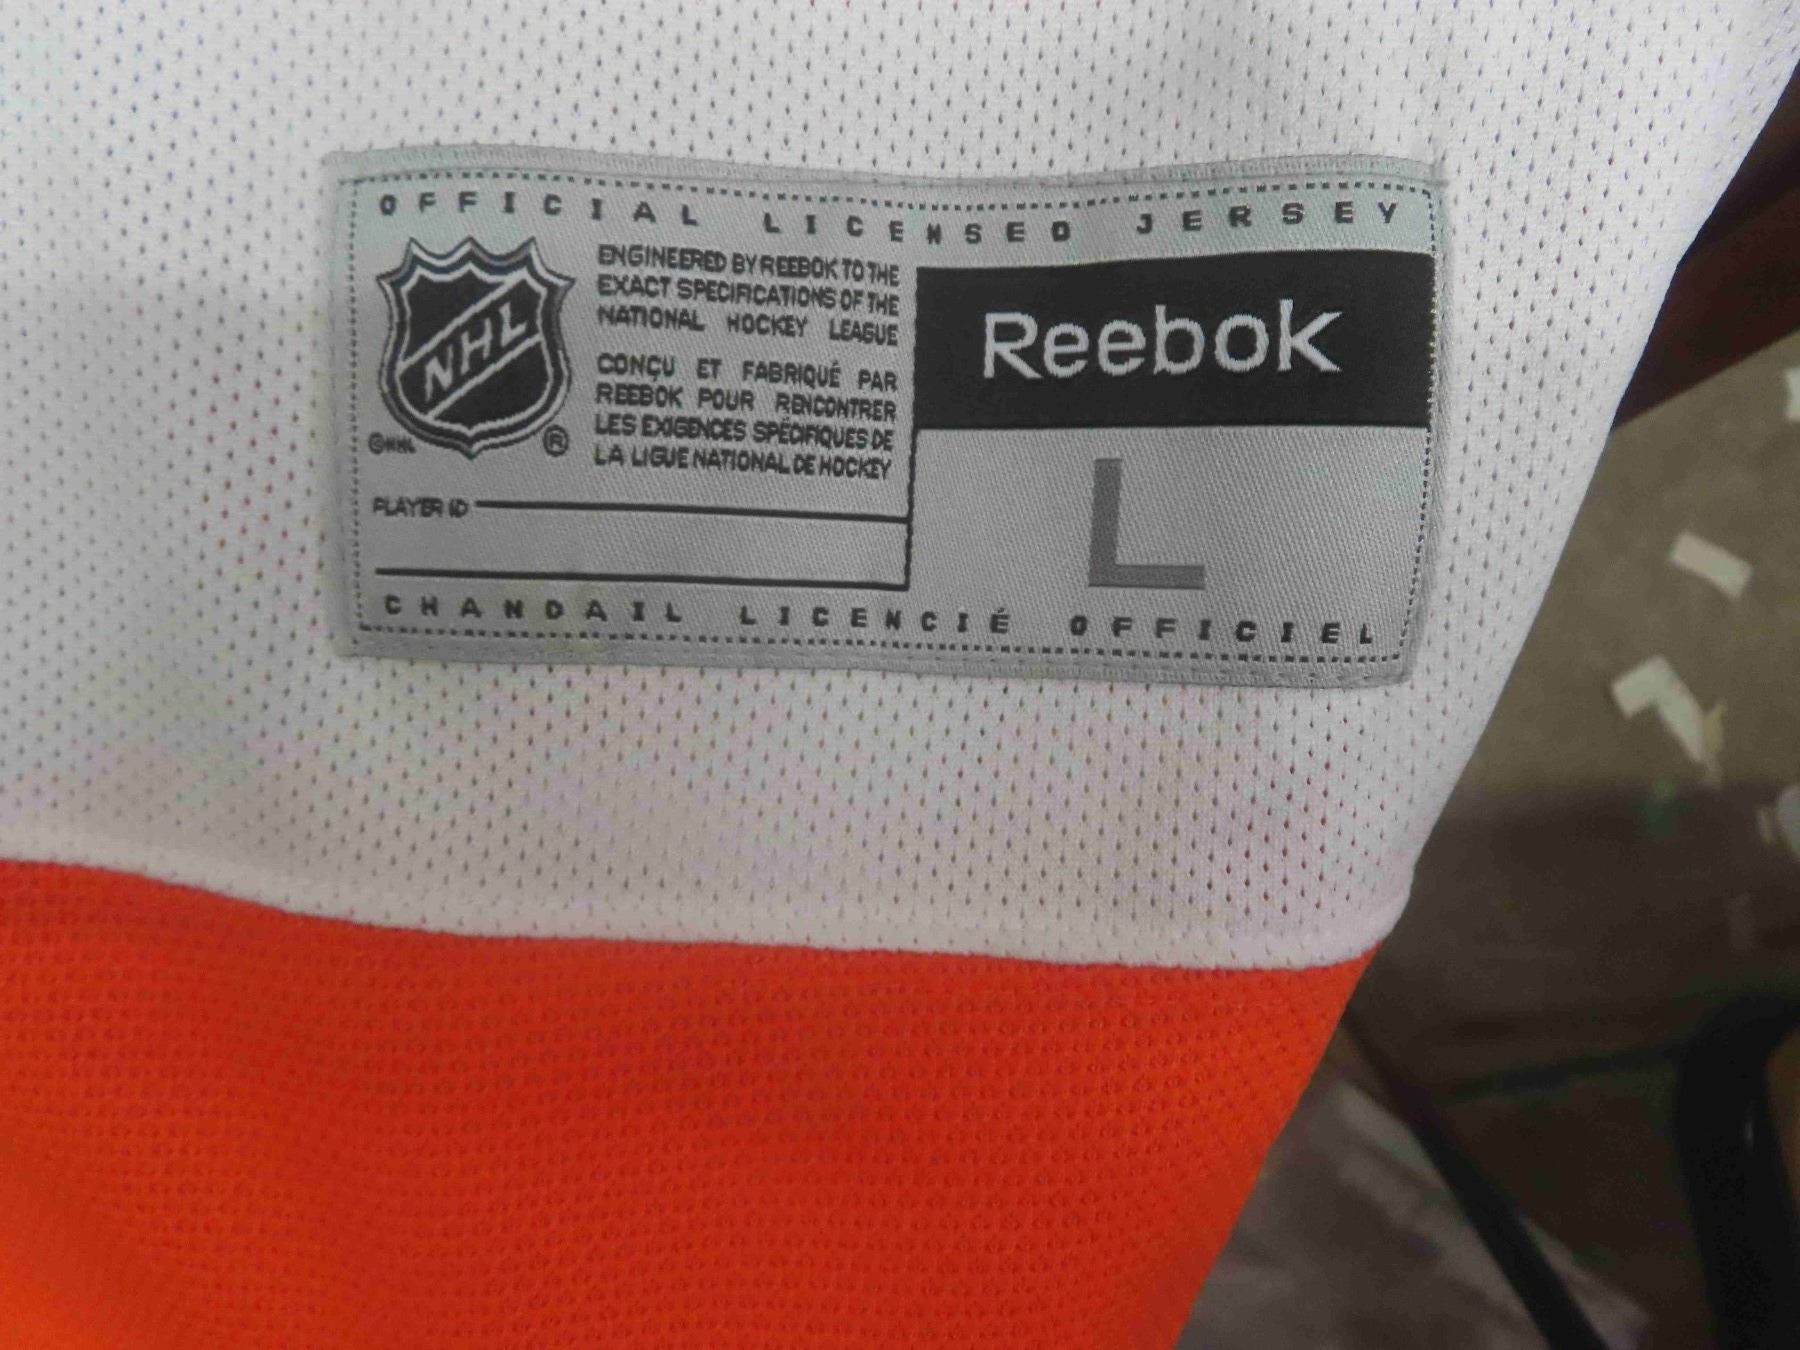 OFFICIAL LICENSED JERSEY
NHL
©NHL
®
ENGINEERED BY REEBOK TO THE
EXACT SPECIFICATIONS OF THE
NATIONAL HOCKEY LEAGUE
CONÇU ET FABRIQUÉ PAR
REEBOK POUR RENCONTRER
LES EXIGENCES SPÉCIFIQUES DE
LA LIGUE NATIONAL DE HOCKEY
Reebok
L
PLAYER ID
CHANDAIL LICENCIÉ OFFICIEL